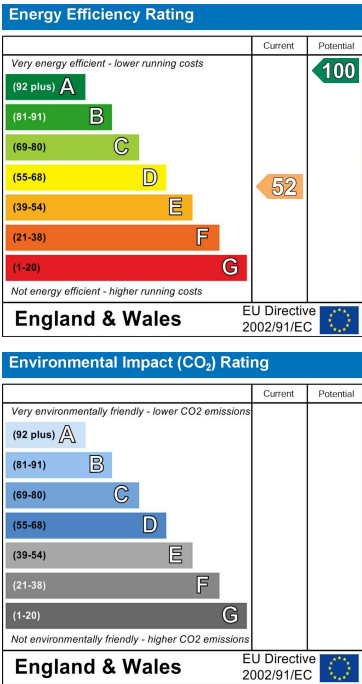 Energy Efficiency Rating
Current Potential
Very energy efficient - lower running costs
(92 plus) A
100
(81-91) B
(69-80) C
(55-68) D
52
(39-54) E
(21-38) F
(1-20) G
Not energy efficient - higher running costs
England & Wales
EU Directive
2002/91/EC
Environmental Impact (CO₂) Rating
Current Potential
Very environmentally friendly - lower CO2 emissions
(92 plus) A
(81-91) B
(69-80) C
(55-68) D
(39-54) E
(21-38) F
(1-20) G
Not environmentally friendly - higher CO2 emissions
England & Wales
EU Directive
2002/91/EC